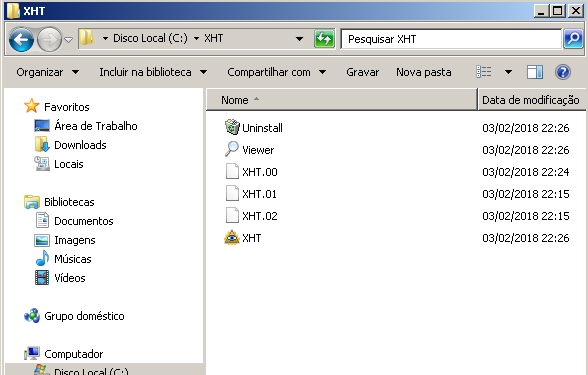 XHT
Disco Local (C:) XHT
Pesquisar XHT
Organizar Incluir na biblioteca Compartilhar com Gravar Nova pasta
Favoritos
Área de Trabalho
Downloads
Locais
Bibliotecas
Documentos
Imagens
Músicas
Vídeos
Grupo doméstico
Computador
Disco Local (C:)
Nome Data de modificação
Uninstall 03/02/2018 22:26
Viewer 03/02/2018 22:26
XHT.00 03/02/2018 22:24
XHT.01 03/02/2018 22:15
XHT.02 03/02/2018 22:15
XHT 03/02/2018 22:26